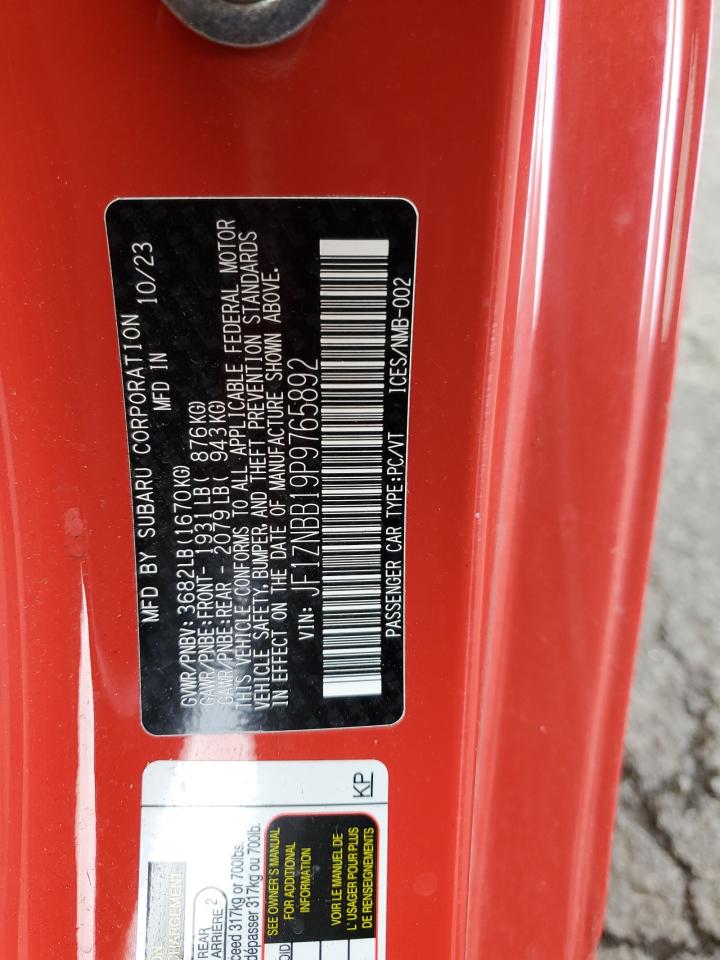 MFD BY SUBARU CORPORATION 10/23
MFD IN
GVWR/PNBV: 3682LB(1670KG)
GAWR/PNBE:FRONT- 1931LB( 876KG)
GAWR/PNBE:REAR - 2079LB( 943KG)
THIS VEHICLE CONFORMS TO ALL APPLICABLE FEDERAL MOTOR
VEHICLE SAFETY, BUMPER, AND THEFT PREVENTION STANDARDS
IN EFFECT ON THE DATE OF MANUFACTURE SHOWN ABOVE.
VIN: JF1ZNBB19P9765892
PASSENGER CAR TYPE:PC/VT ICES/NMB-002
CHARGEMENT
REAR
ARRIÈRE 2
ceed 317kg or 700lbs.
dépasser 317kg ou 700lb.
SEE OWNER'S MANUAL
FOR ADDITIONAL
INFORMATION
VOIR LE MANUEL DE
L'USAGER POUR PLUS
DE RENSEIGNEMENTS
KP